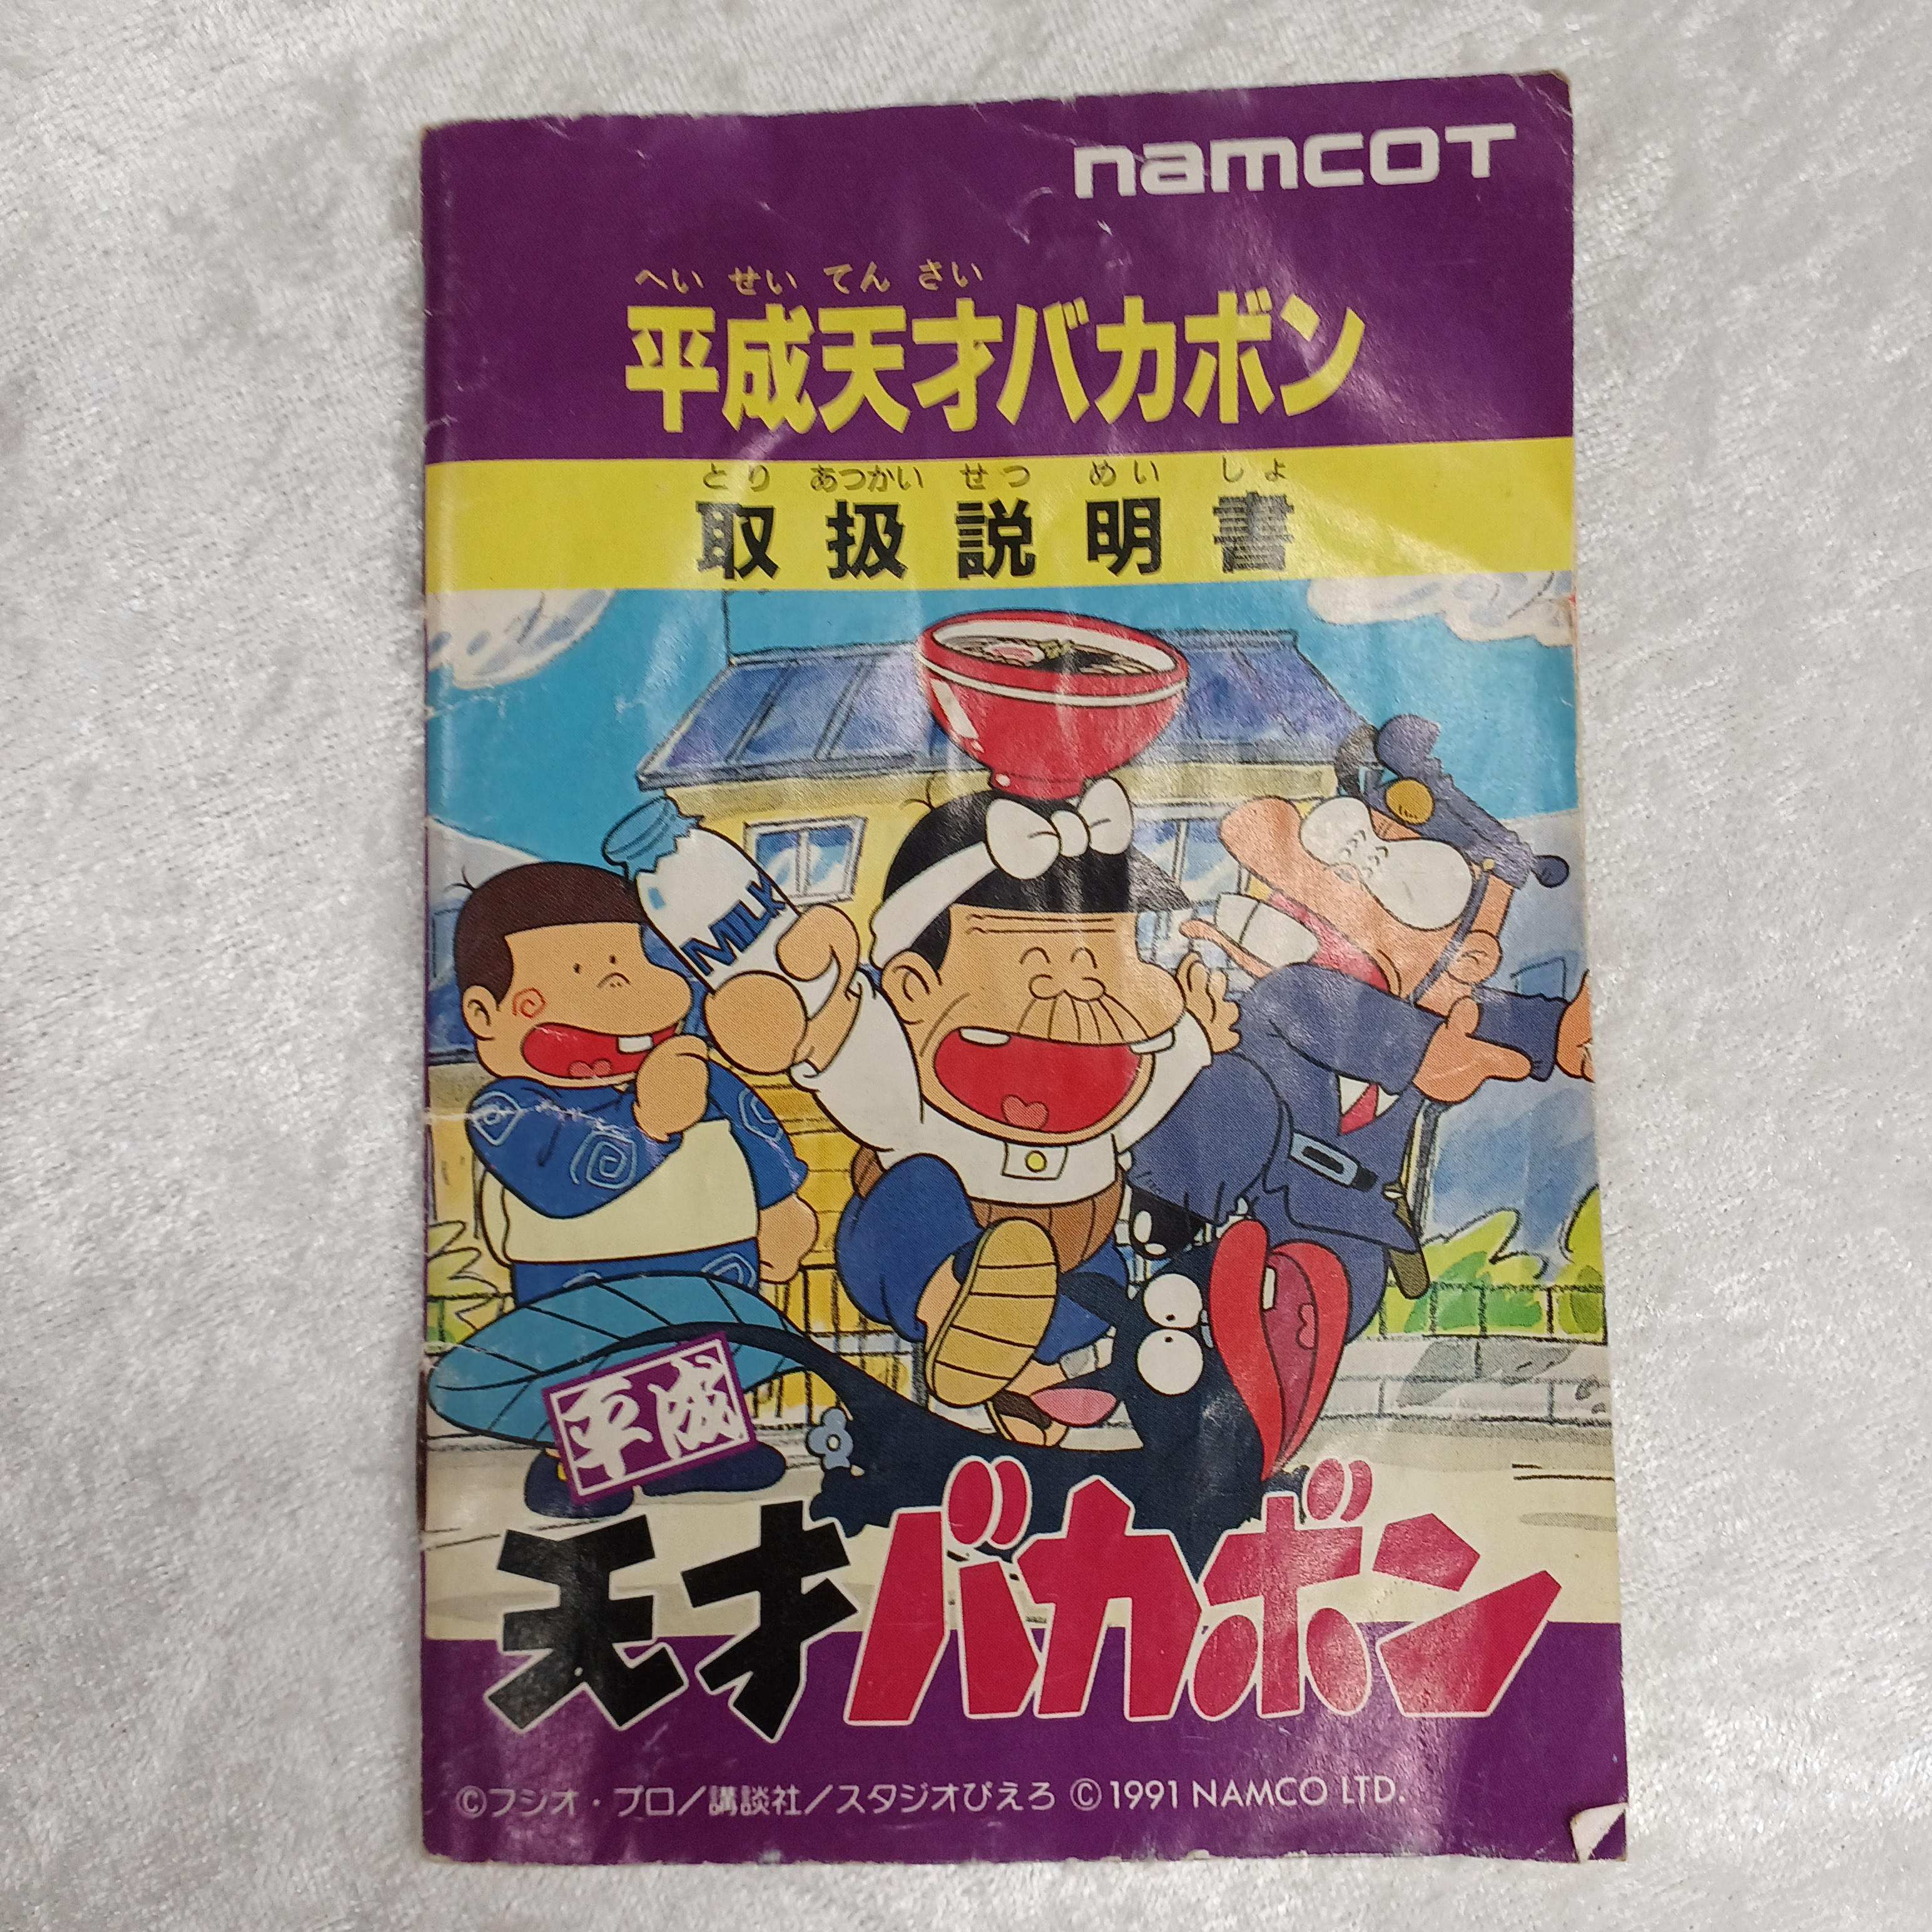 namcot
へい せい てん さい
平成天才バカボン
とり あつかい せつ めい しょ
取扱説明書
MILK
平成
天才バカボン
©フジオ・プロ／講談社／スタジオぴえろ ©1991 NAMCO LTD.